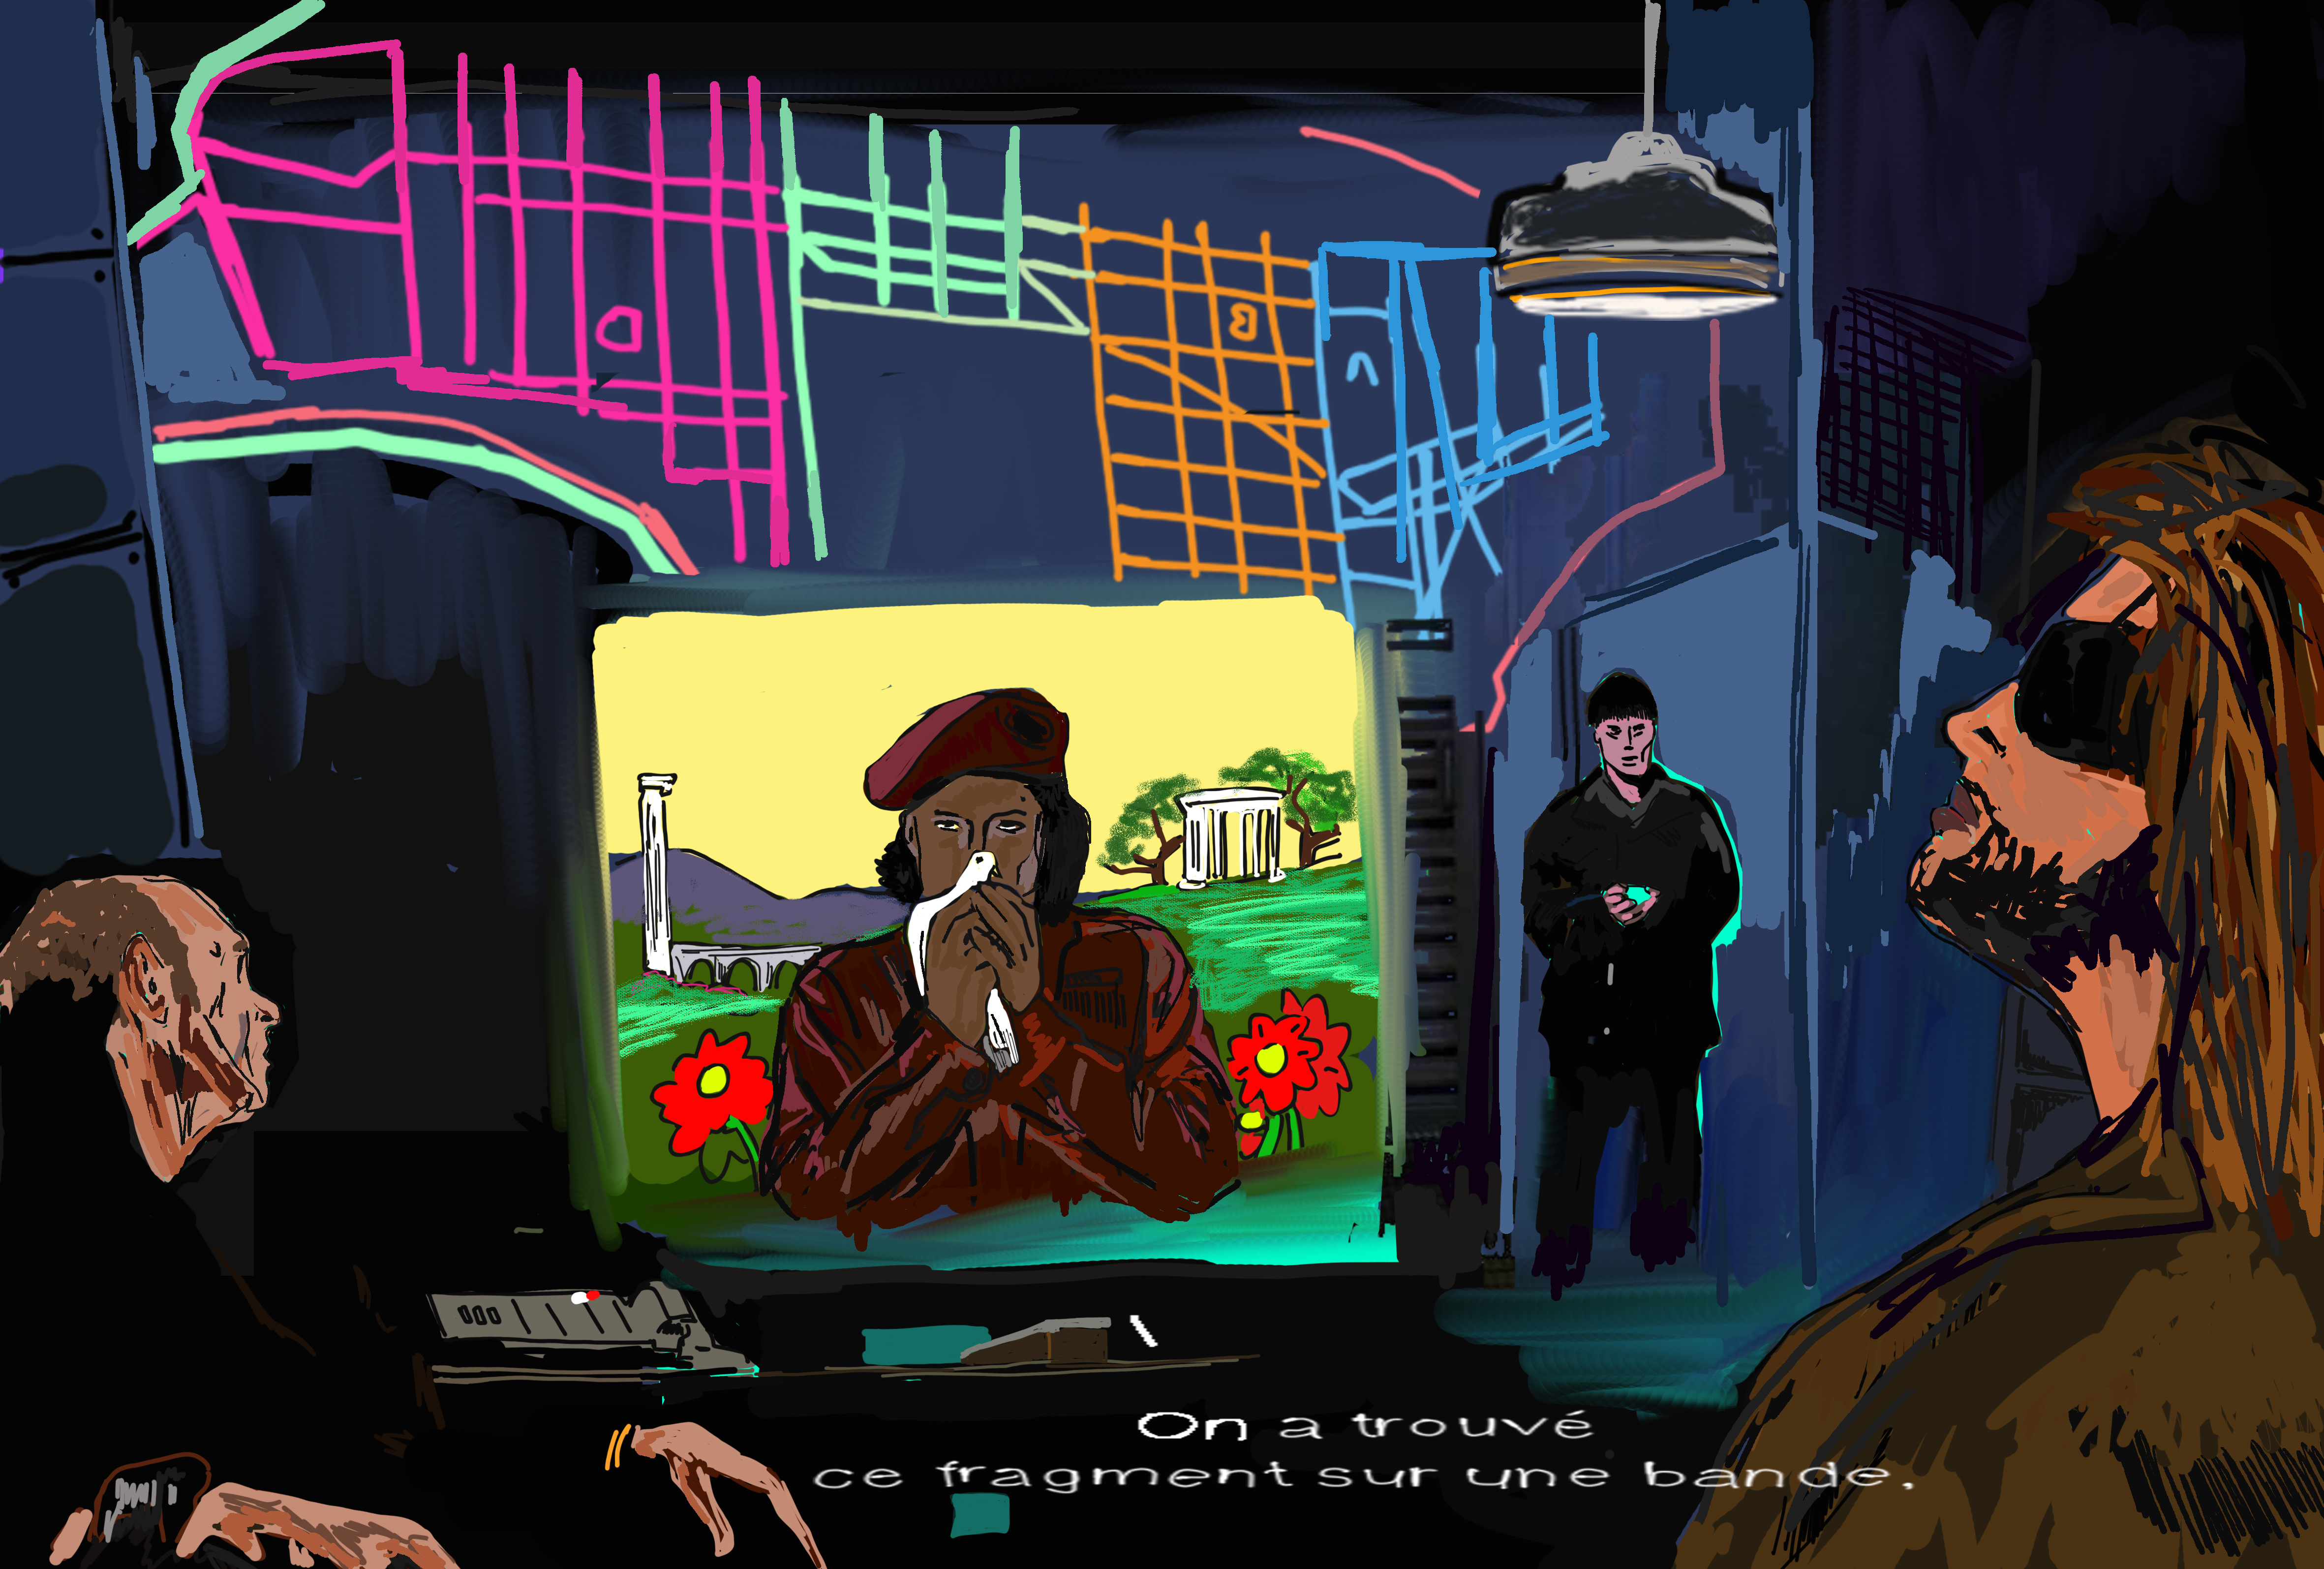 On a trouvé
ce fragment sur une bande,